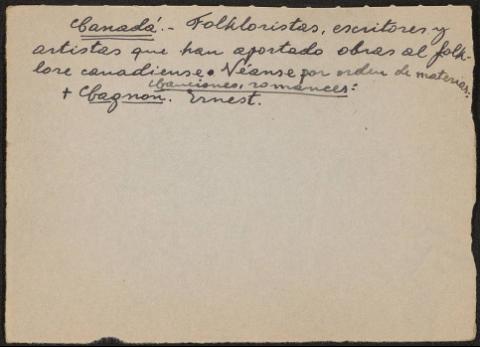 Canadá.- Folkloristas, escritores y
artistas que han aportado obras al folk-
lore canadiense. Véanse por orden de materias:
Canciones, romances:
+ Gagnon. Ernest.